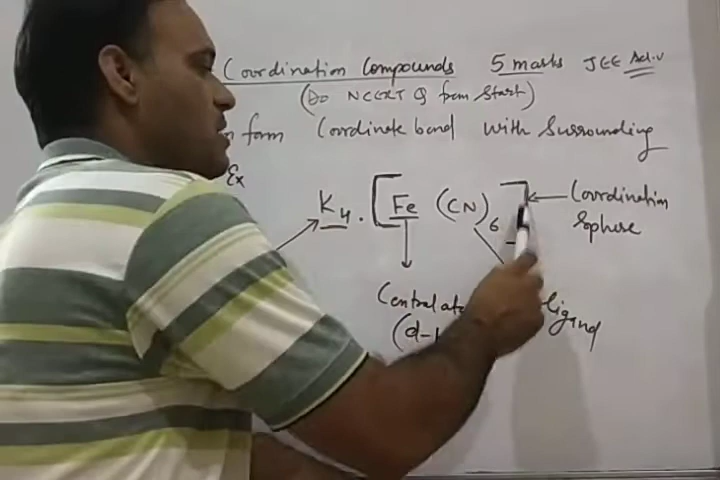 Coordination Compounds 5 marks JEE Adv
(Do NCERT Q from Start)
form Coordinate bond with Surrounding
Ex
K4 . [Fe (CN)6] Coordination
Sphere
Central ligand
(d-